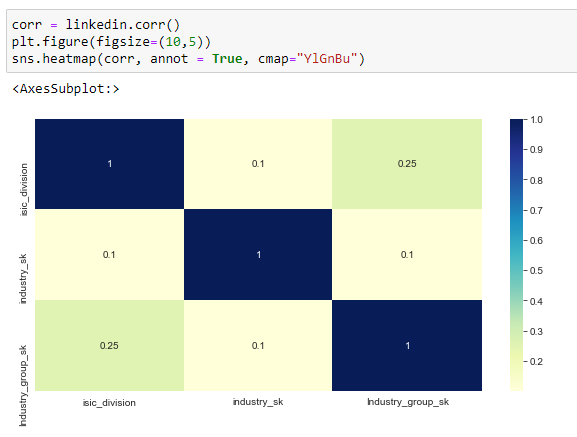 corr = linkedin.corr()
plt.figure(figsize=(10,5))
sns.heatmap(corr, annot = True, cmap="YlGnBu")
<AxesSubplot:>
isic_division
1
0.1
0.25
industry_sk
0.1
1
0.1
Industry_group_sk
0.25
0.1
1
isic_division
industry_sk
Industry_group_sk
1.0
0.9
0.8
0.7
0.6
0.5
0.4
0.3
0.2